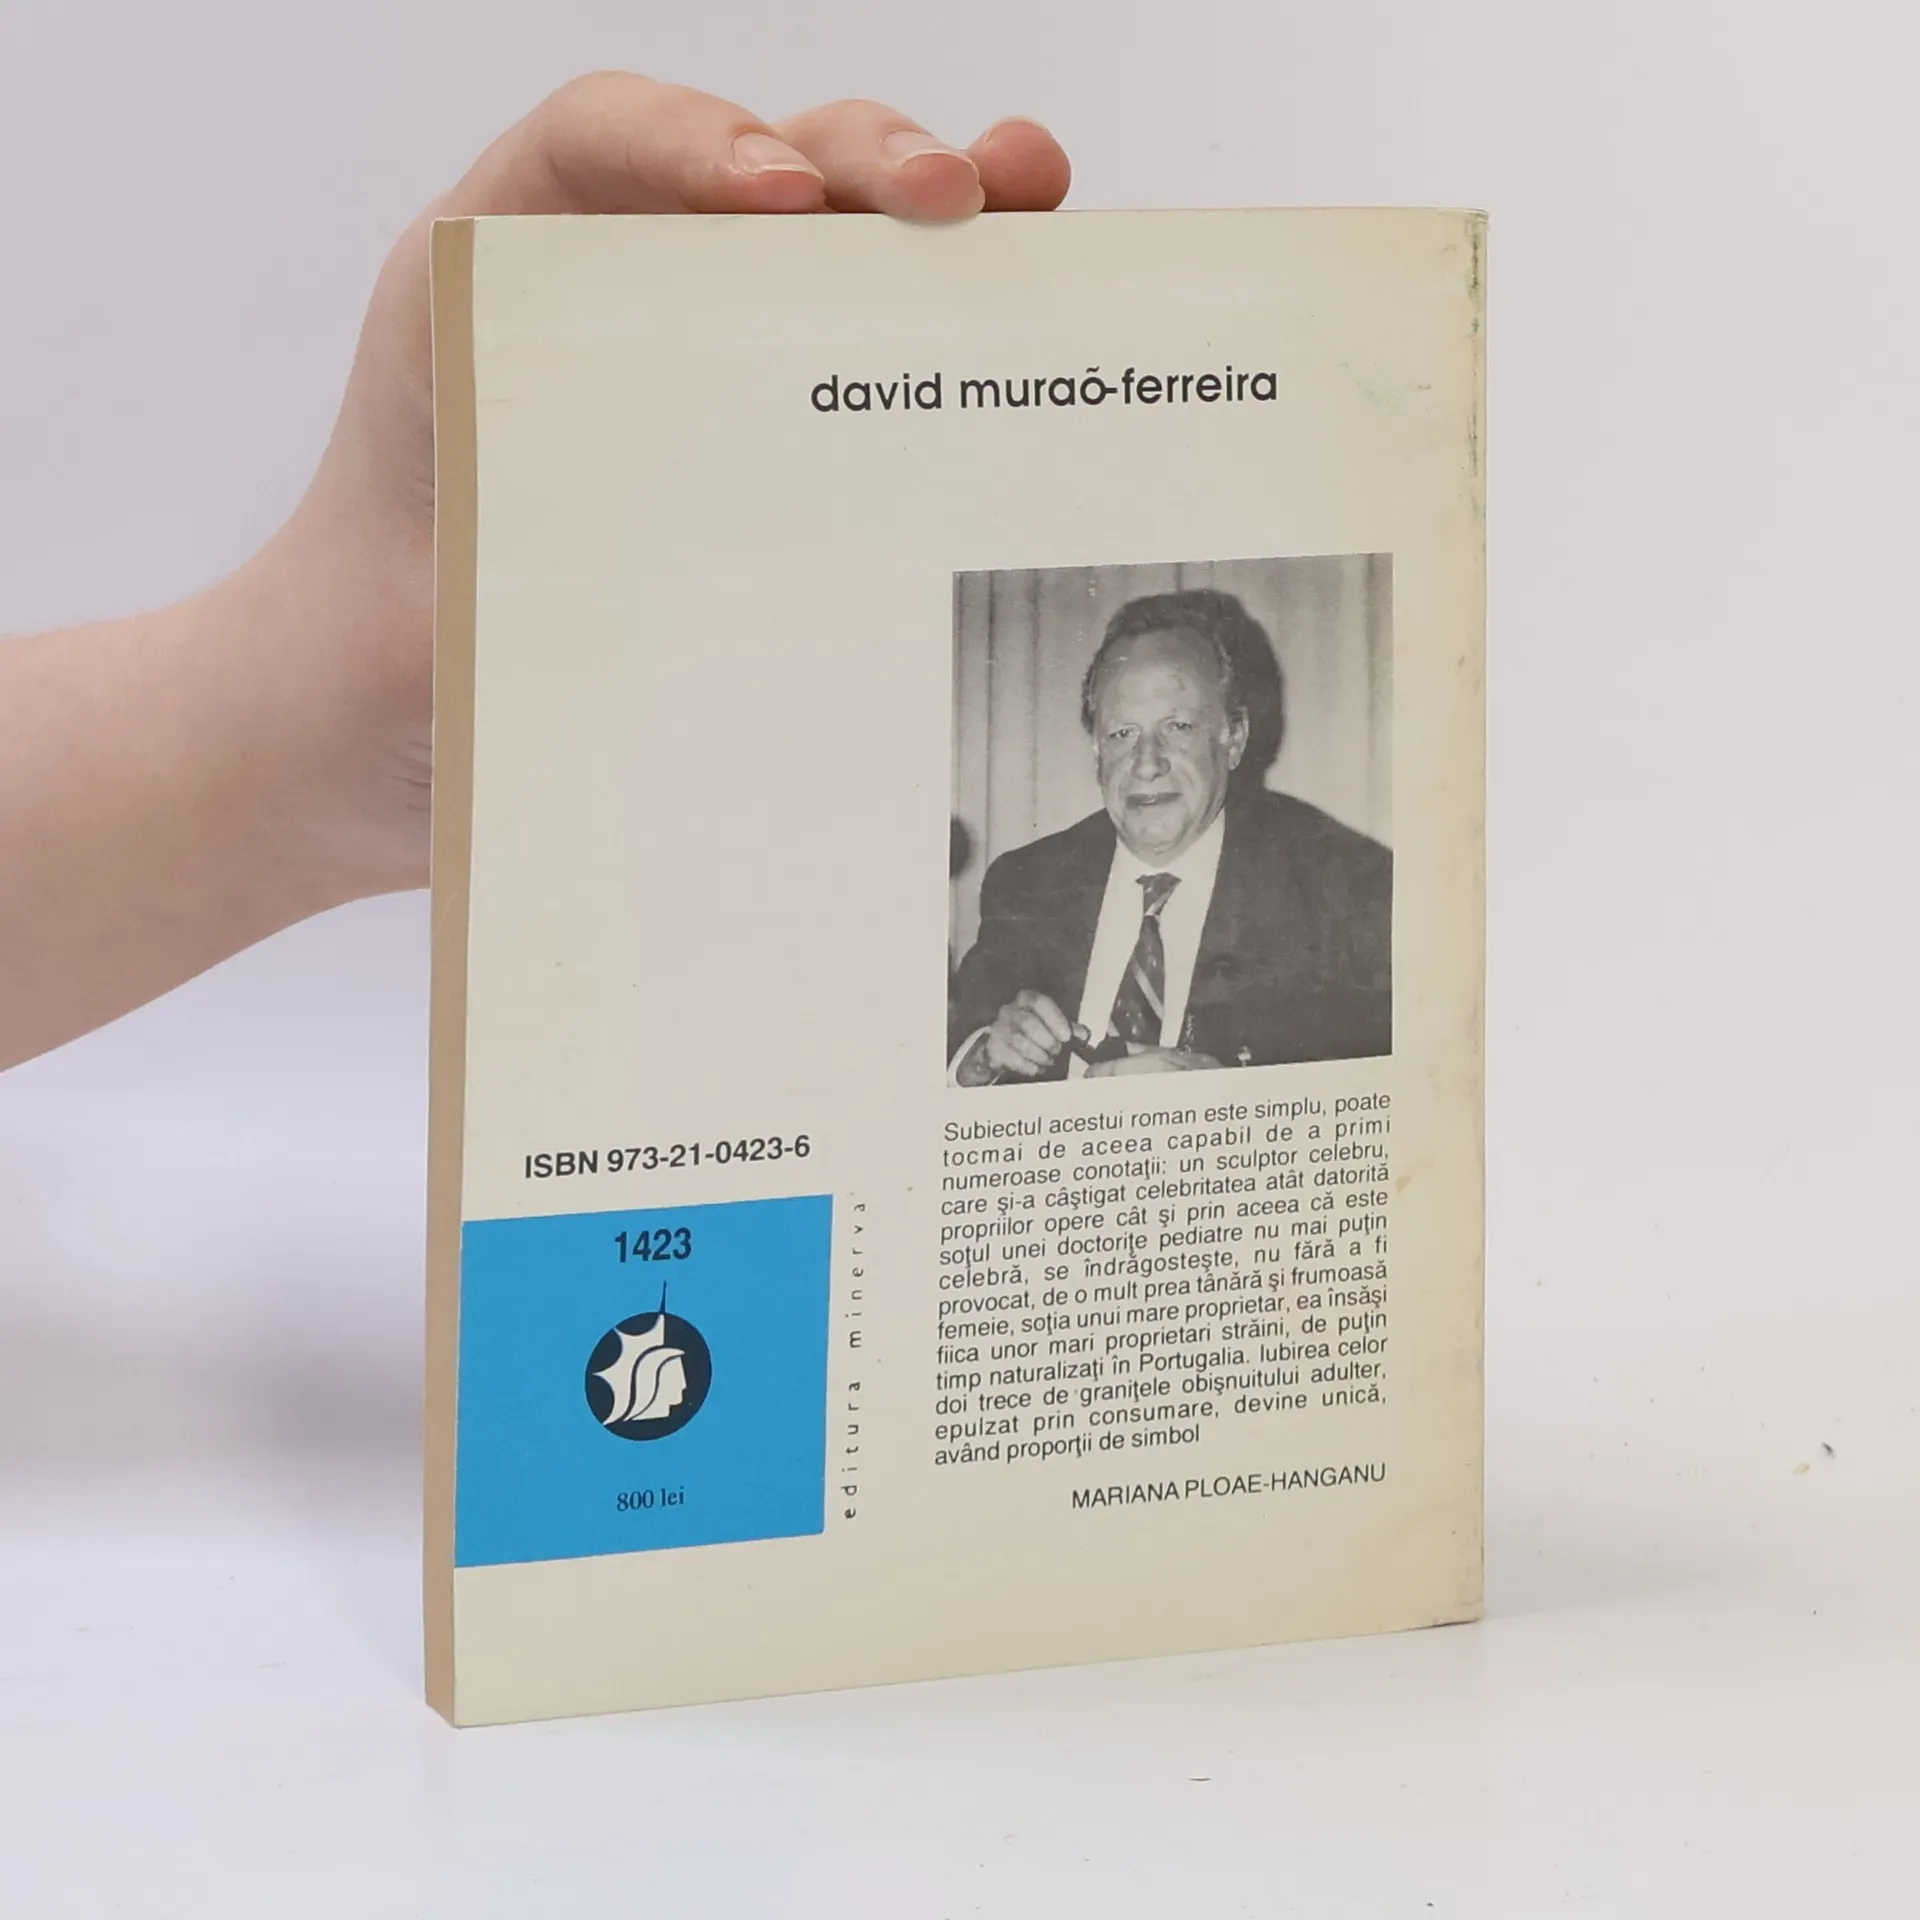 david muraõ-ferreira
Subiectul acestui roman este simplu, poate
tocmai de aceea capabil de a primi
numeroase conotaţii: un sculptor celebru,
care şi-a câştigat celebritatea atât datorită
propriilor opere cât şi prin aceea că este
soţul unei doctoriţe pediatre nu mai puţin
celebră, se îndrăgosteşte, nu fără a fi
provocat, de o mult prea tânără şi frumoasă
femeie, soţia unui mare proprietar, ea însăşi
fiica unor mari proprietari străini, de puţin
timp naturalizaţi în Portugalia. Iubirea celor
doi trece de graniţele obişnuitului adulter,
epulzat prin consumare, devine unică,
având proporţii de simbol
MARIANA PLOAE-HANGANU
ISBN 973-21-0423-6
1423
800 lei
editura minerva